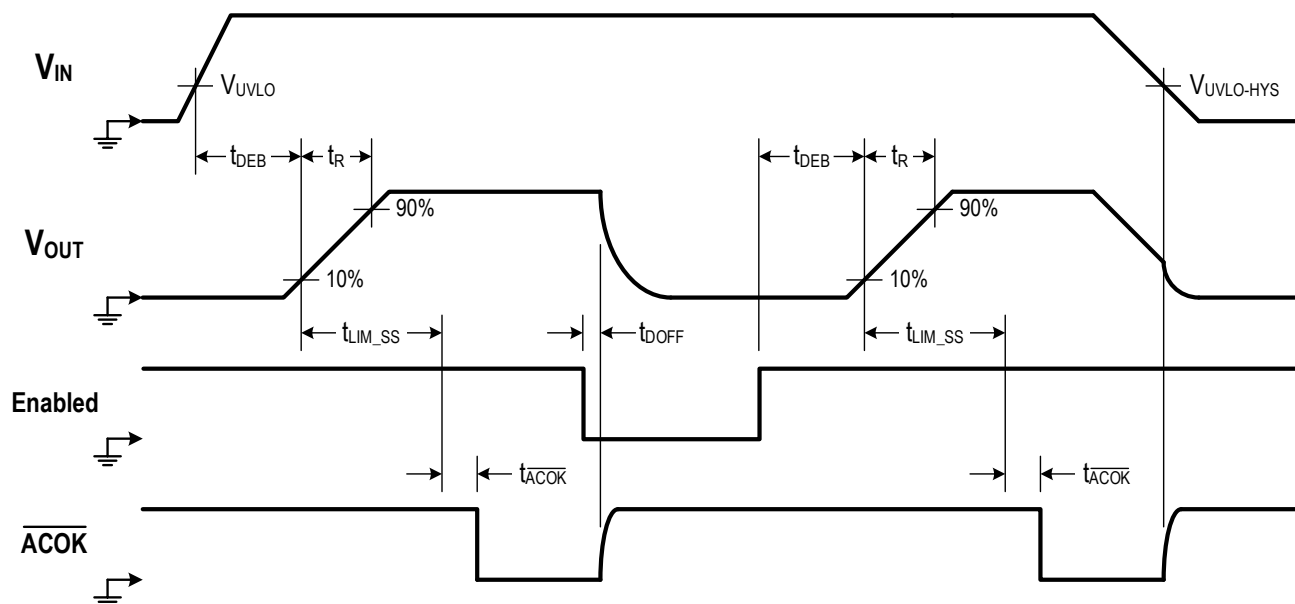 VIN
VUVLO
VUVLO-HYS
tDEB
tR
tDEB
tR
90%
90%
VOUT
10%
10%
tLIM_SS
tDOFF
tLIM_SS
Enabled
tACOK
tACOK
ACOK